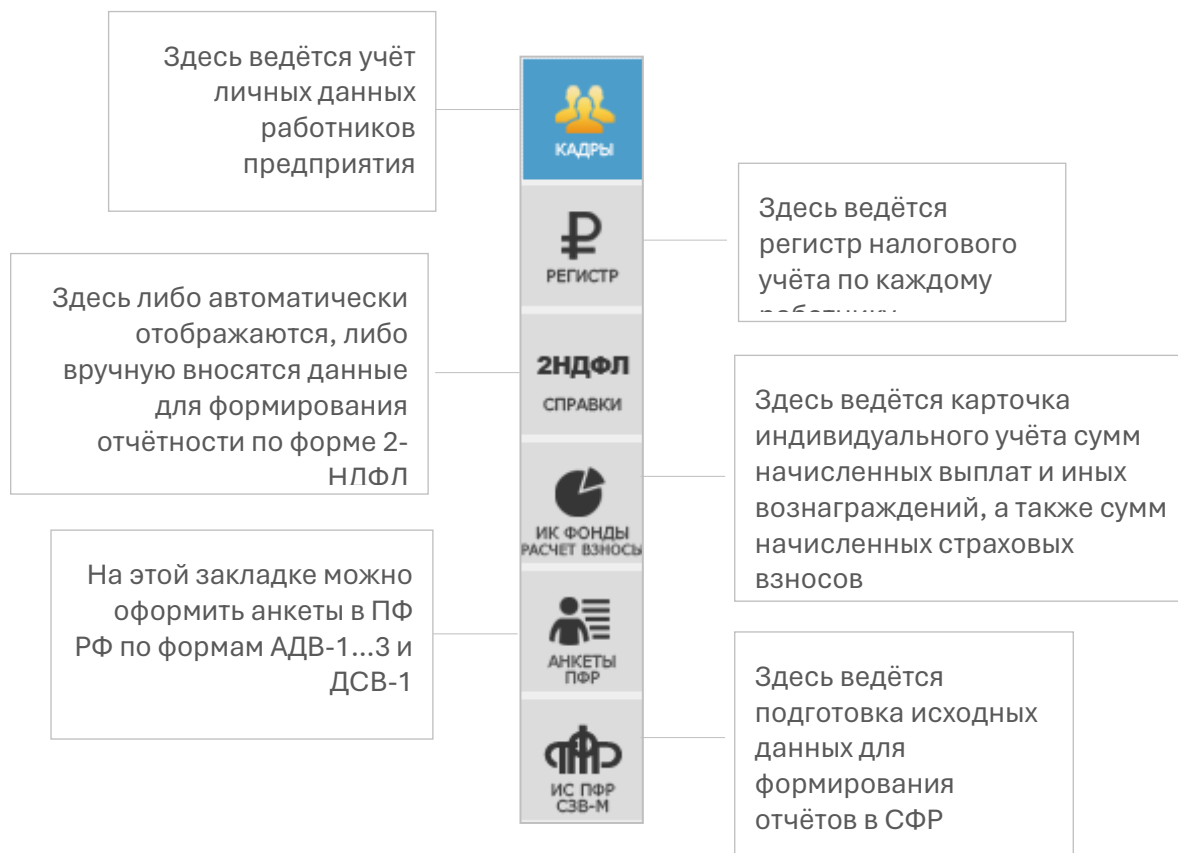 Здесь ведётся учёт
личных данных
работников
предприятия
КАДРЫ
Здесь ведётся
регистр налогового
учёта по каждому
РЕГИСТР
Здесь либо автоматически
отображаются, либо
вручную вносятся данные
для формирования
отчётности по форме 2-
НДФЛ
2НДФЛ
СПРАВКИ
Здесь ведётся карточка
индивидуального учёта сумм
начисленных выплат и иных
вознаграждений, а также сумм
начисленных страховых
взносов
ИК ФОНДЫ
РАСЧЕТ ВЗНОСЫ
На этой закладке можно
оформить анкеты в ПФ
РФ по формам АДВ-1...3 и
ДСВ-1
АНКЕТЫ
ПФР
Здесь ведётся
подготовка исходных
данных для
формирования
отчётов в СФР
ИС ПФР
СЗВ-М